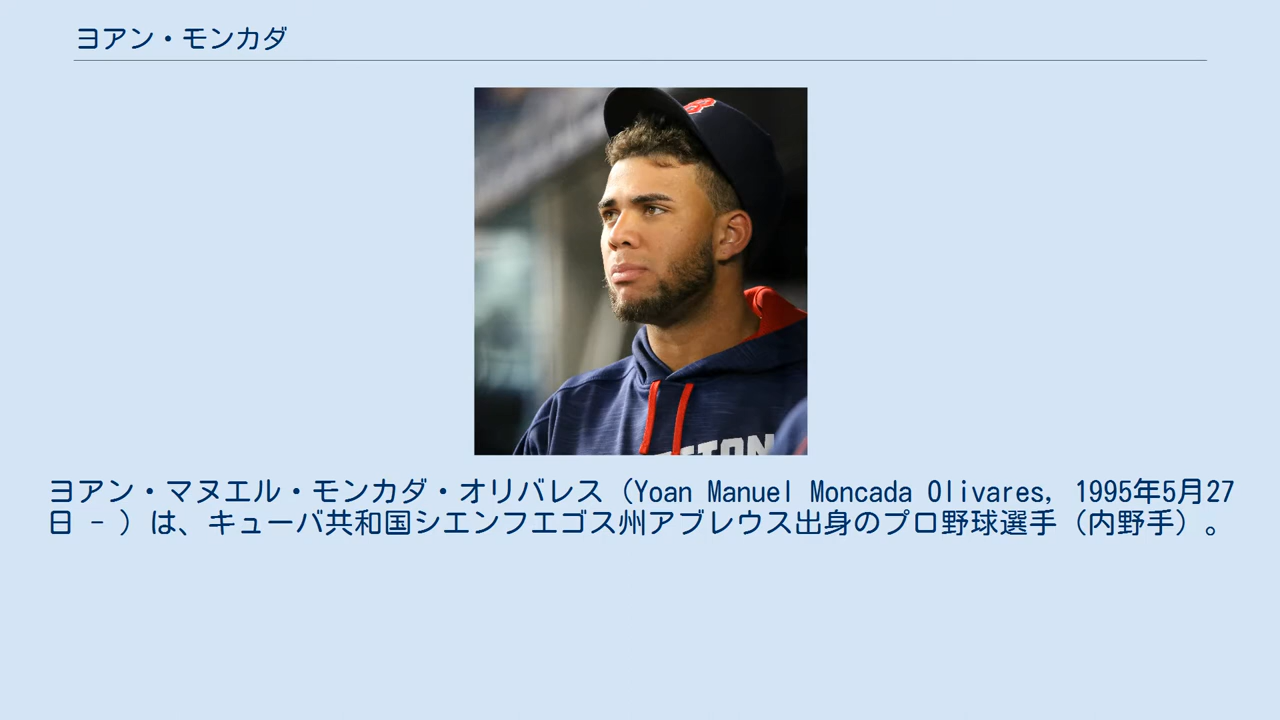 ヨアン・モンカダ
ヨアン・マヌエル・モンカダ・オリバレス（Yoan Manuel Moncada Olivares, 1995年5月27
日 - ）は、キューバ共和国シエンフエゴス州アブレウス出身のプロ野球選手（内野手）。